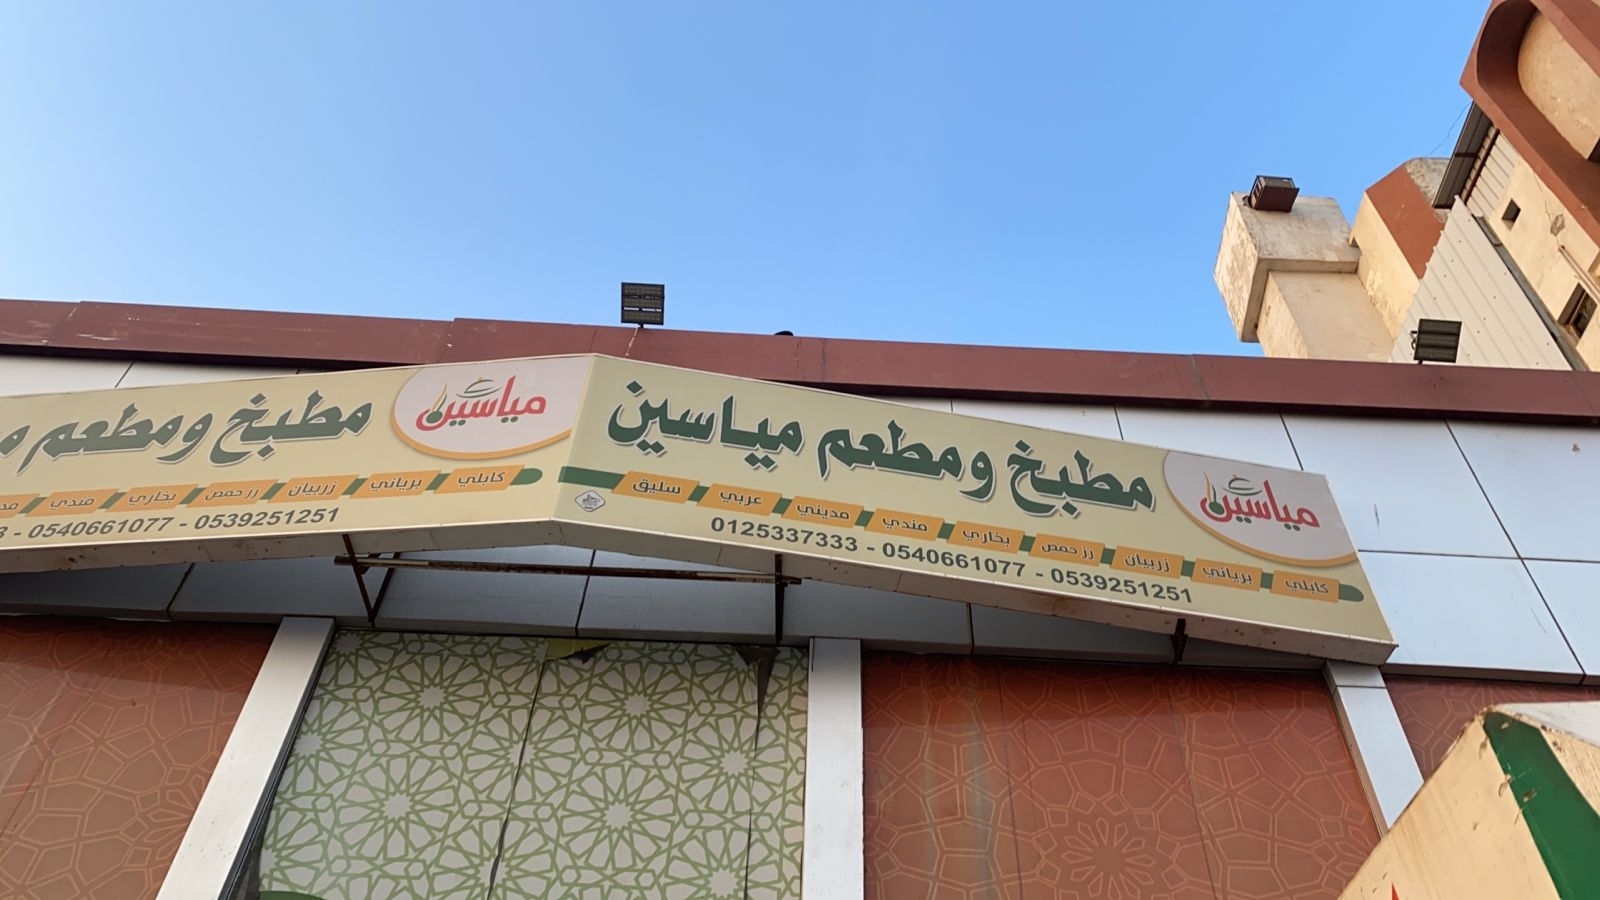 مياسين
مطبخ ومطعم مياسين
كابلي برياني زربيان رز حمص بخاري مندي مديني عربي سليق
0125337333 - 0540661077 - 0539251251
مياسين
مطبخ ومطعم
كابلي برياني زربيان رز حمص بخاري مندي
- 0540661077 - 0539251251